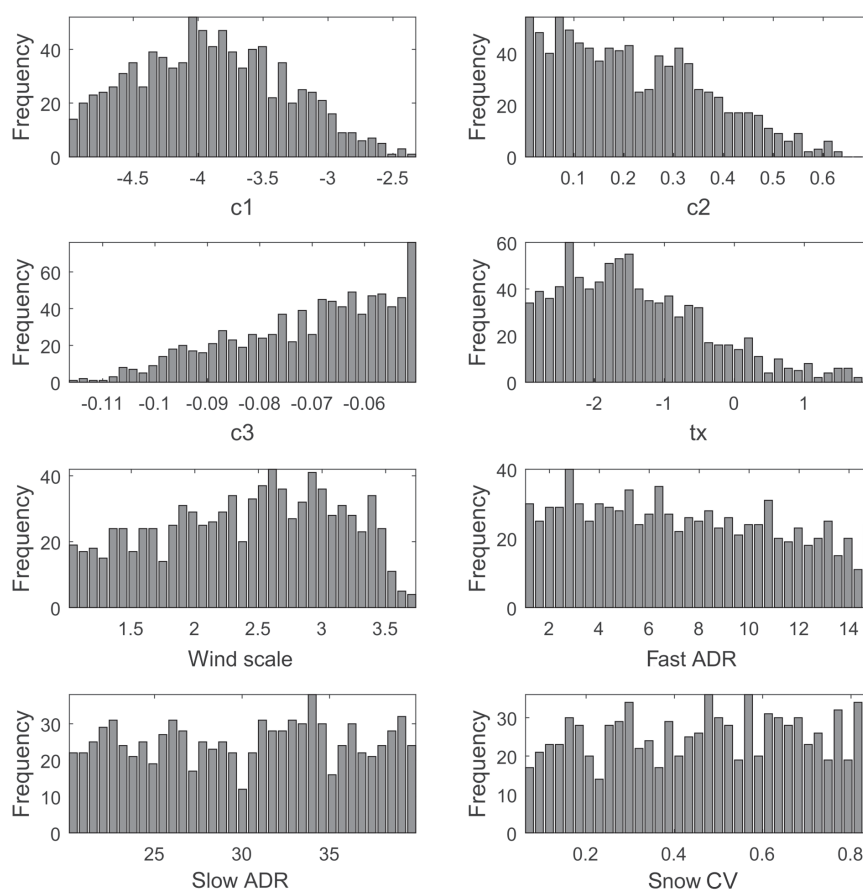 Frequency
40
20
0
-4.5 -4 -3.5 -3 -2.5
c1
Frequency
40
20
0
0.1 0.2 0.3 0.4 0.5 0.6
c2
Frequency
60
40
20
0
-0.11 -0.1 -0.09 -0.08 -0.07 -0.06
c3
Frequency
60
40
20
0
-2 -1 0 1
tx
Frequency
40
20
0
1.5 2 2.5 3 3.5
Wind scale
Frequency
40
20
0
2 4 6 8 10 12 14
Fast ADR
Frequency
30
20
10
0
25 30 35
Slow ADR
Frequency
30
20
10
0
0.2 0.4 0.6 0.8
Snow CV